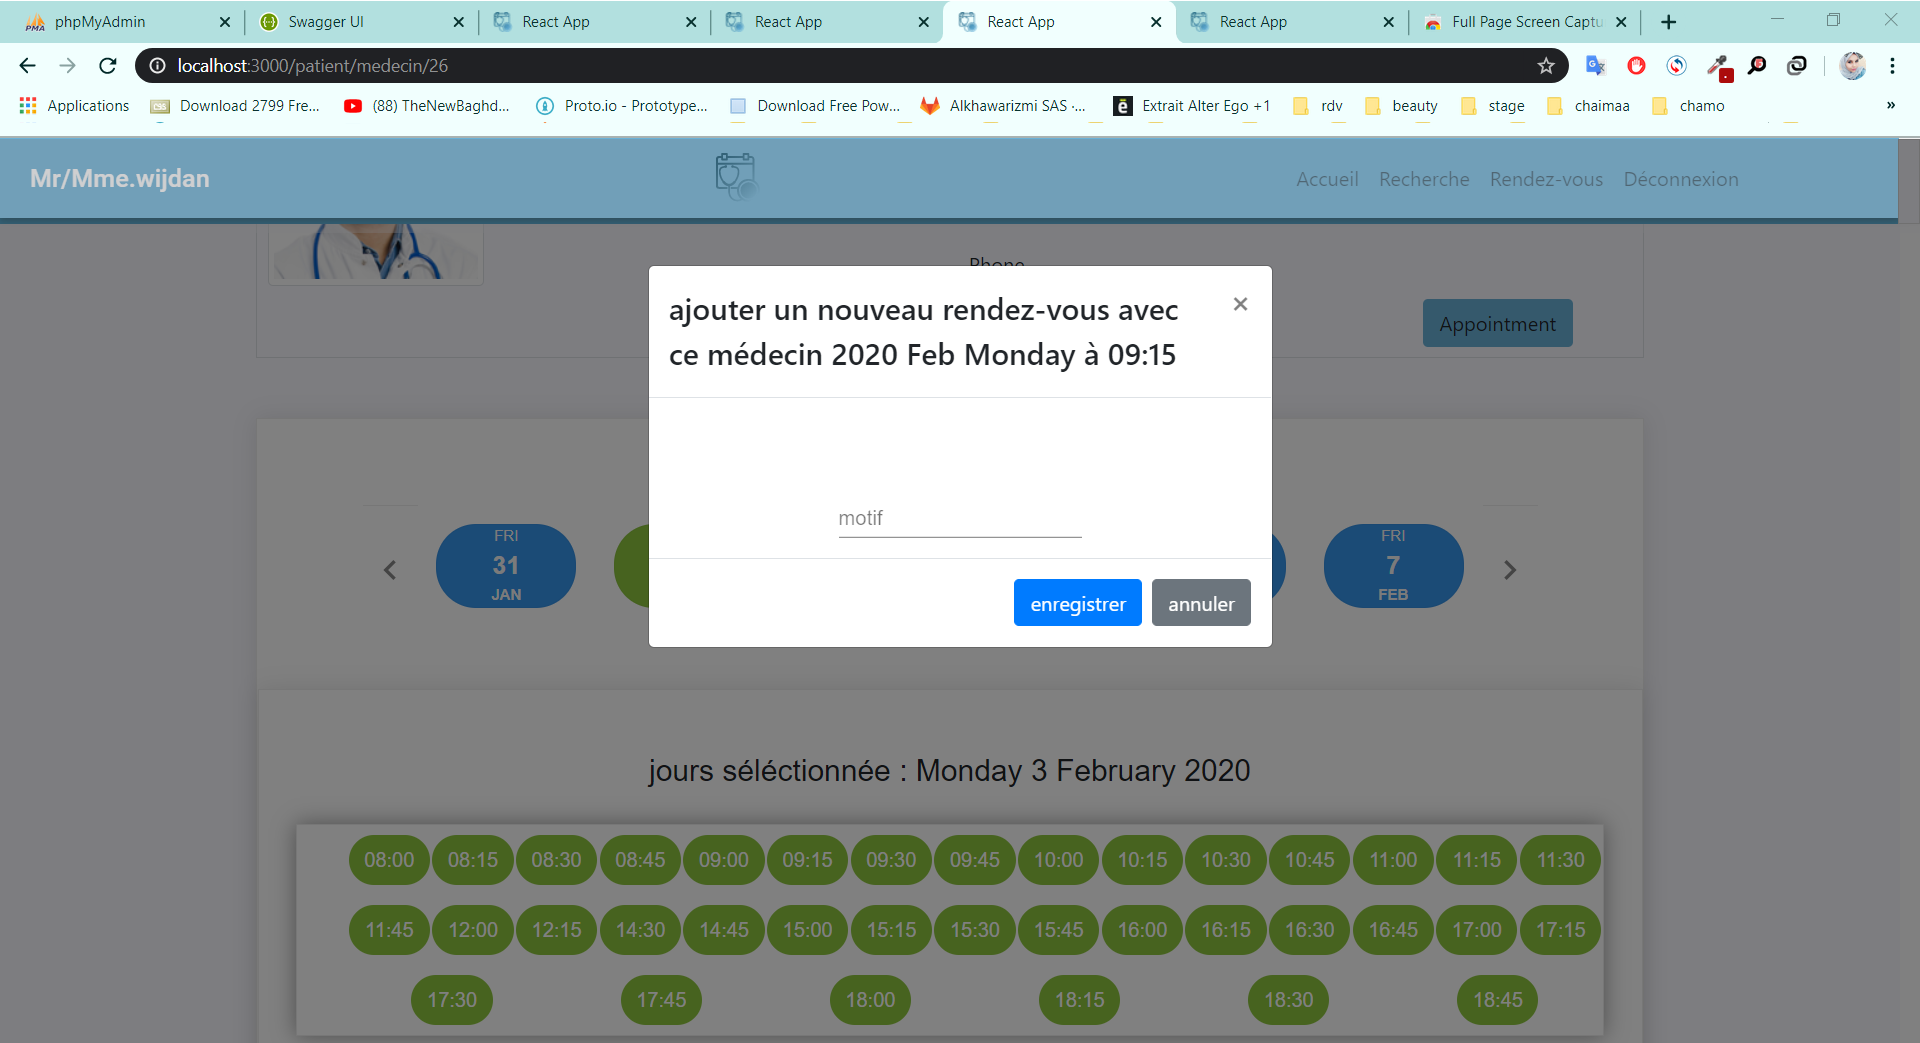 phpMyAdmin
Swagger UI
React App
React App
React App
React App
Full Page Screen Captu
localhost:3000/patient/medecin/26
Applications
Download 2799 Fre...
(88) TheNewBaghd...
Proto.io - Prototype...
Download Free Pow...
Alkhawarizmi SAS ·...
Extrait Alter Ego +1
rdv
beauty
stage
chaimaa
chamo
»
Mr/Mme.wijdan
Accueil Recherche Rendez-vous Déconnexion
Phone
Appointment
ajouter un nouveau rendez-vous avec
ce médecin 2020 Feb Monday à 09:15
×
motif
enregistrer annuler
FRI
31
JAN
FRI
7
FEB
jours séléctionnée : Monday 3 February 2020
08:00 08:15 08:30 08:45 09:00 09:15 09:30 09:45 10:00 10:15 10:30 10:45 11:00 11:15 11:30
11:45 12:00 12:15 14:30 14:45 15:00 15:15 15:30 15:45 16:00 16:15 16:30 16:45 17:00 17:15
17:30 17:45 18:00 18:15 18:30 18:45